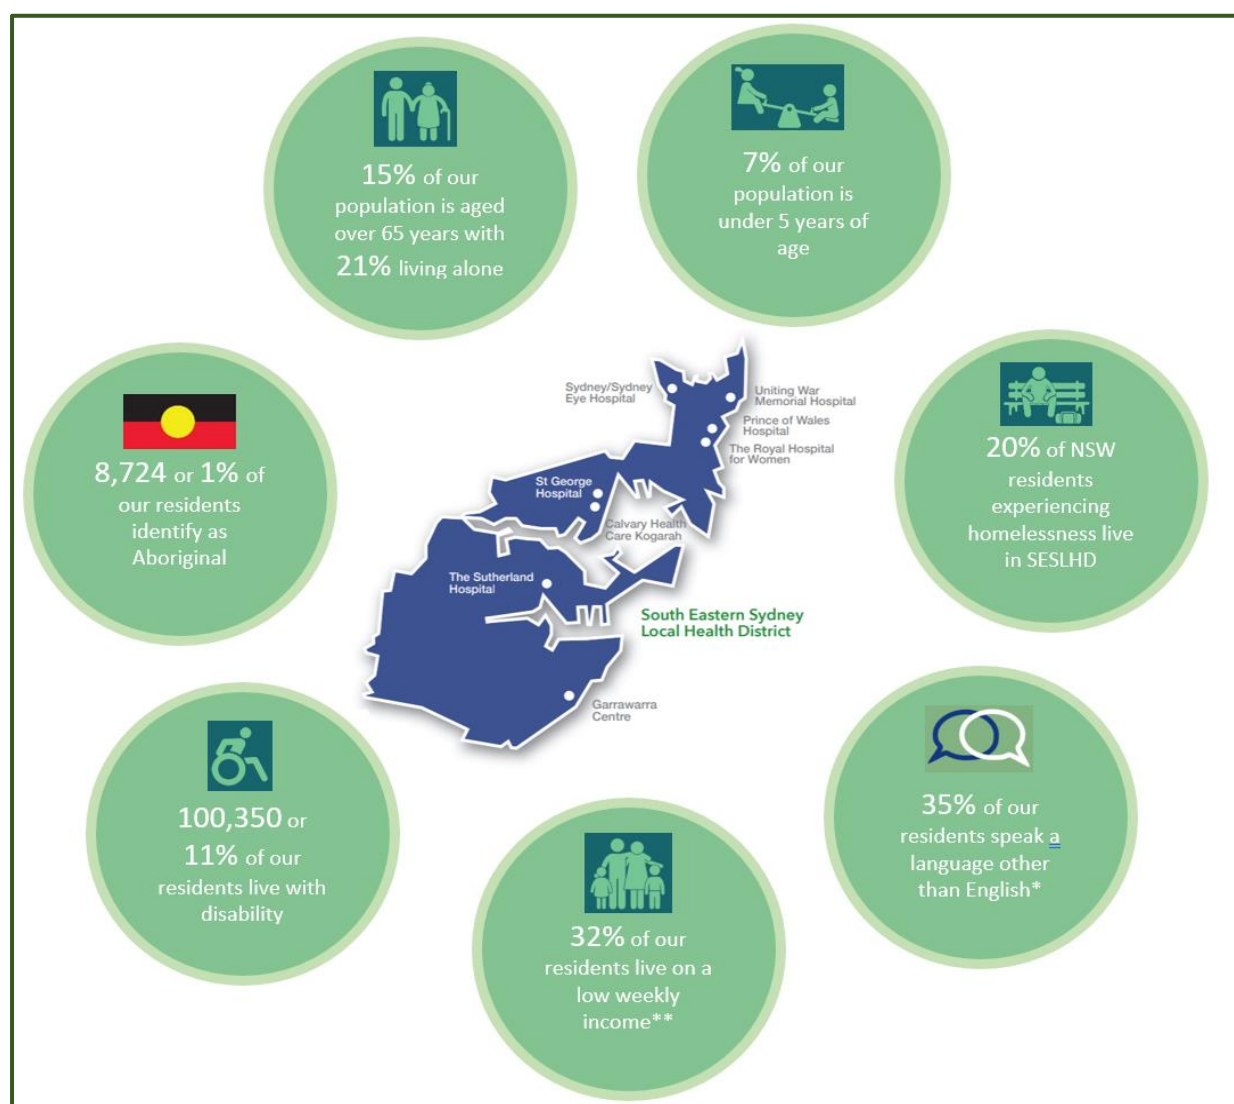 15% of our
population is aged
over 65 years with
21% living alone
7% of our
population is
under 5 years of
age
8,724 or 1% of
our residents
identify as
Aboriginal
Sydney/Sydney
Eye Hospital
Uniting War
Memorial Hospital
Prince of Wales
Hospital
The Royal Hospital
for Women
St George
Hospital
Calvary Health
Care Kogarah
The Sutherland
Hospital
South Eastern Sydney
Local Health District
Garrawarra
Centre
20% of NSW
residents
experiencing
homelessness live
in SESLHD
100,350 or
11% of our
residents live with
disability
32% of our
residents live on a
low weekly
income**
35% of our
residents speak a
language other
than English*